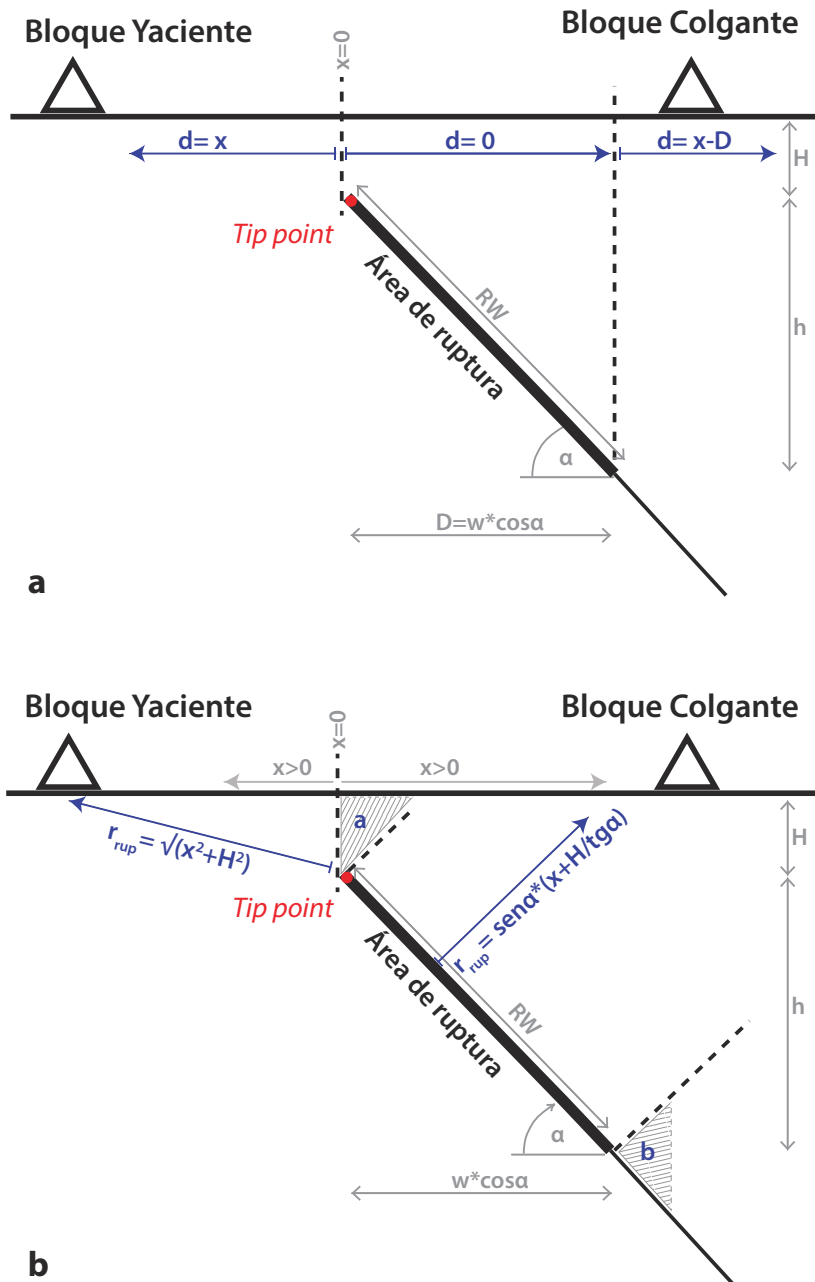 Bloque Yaciente
x=0
Bloque Colgante
d= x
d= 0
d= x-D
H
Tip point
RW
Área de ruptura
h
α
D=w*cosα
a
Bloque Yaciente
x=0
Bloque Colgante
x>0
x>0
a
r_rup = √(x²+H²)
H
r_rup = senα*(x+H/tgα)
Tip point
Área de ruptura
RW
h
α
b
w*cosα
b